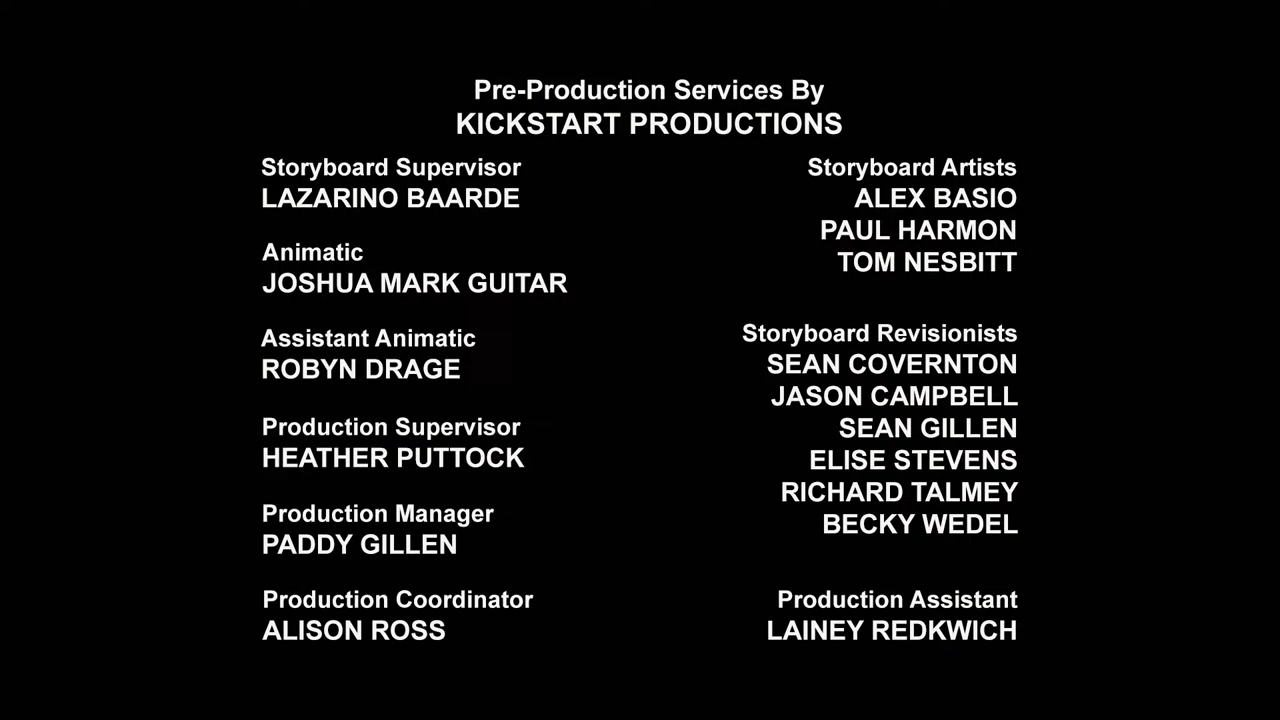 Pre-Production Services By
KICKSTART PRODUCTIONS
Storyboard Supervisor
LAZARINO BAARDE
Animatic
JOSHUA MARK GUITAR
Assistant Animatic
ROBYN DRAGE
Production Supervisor
HEATHER PUTTOCK
Production Manager
PADDY GILLEN
Production Coordinator
ALISON ROSS
Storyboard Artists
ALEX BASIO
PAUL HARMON
TOM NESBITT
Storyboard Revisionists
SEAN COVERNTON
JASON CAMPBELL
SEAN GILLEN
ELISE STEVENS
RICHARD TALMEY
BECKY WEDEL
Production Assistant
LAINEY REDKWICH